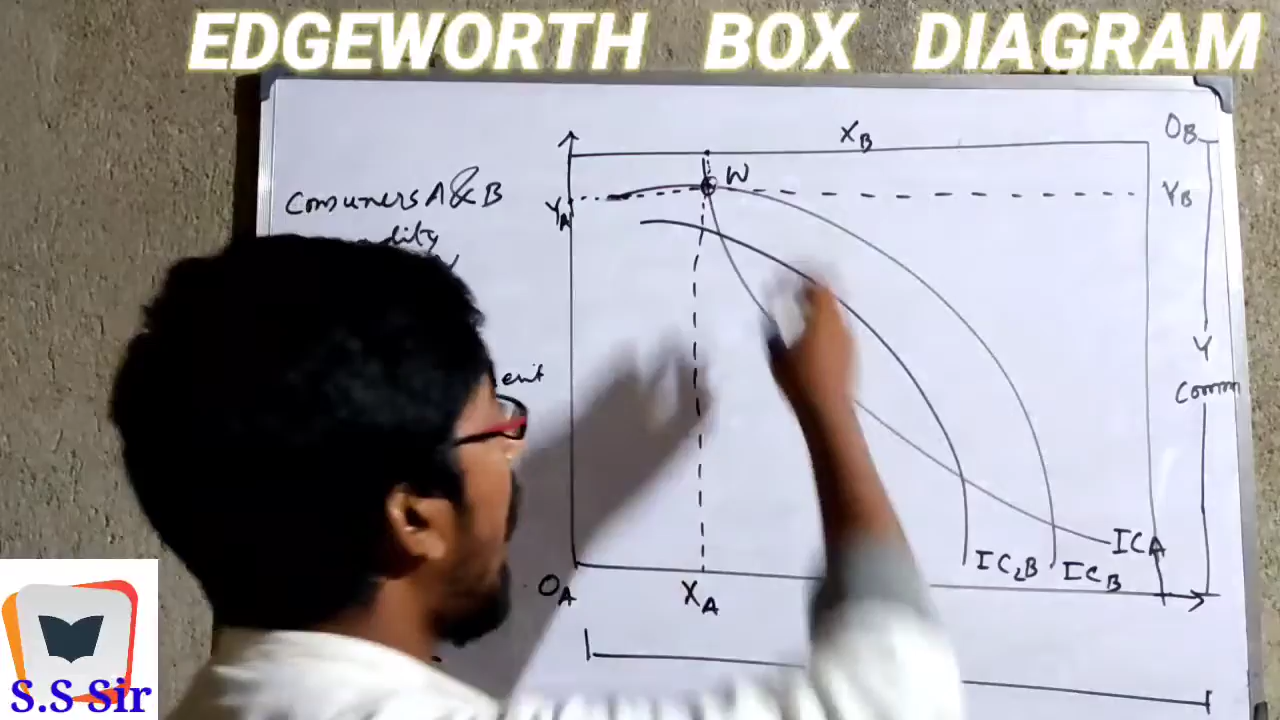 EDGEWORTH BOX DIAGRAM
XB
OB
Consumers A & B
W
YA
YB
Y
Comm
ICA
IC2B
ICB
OA
XA
S.S Sir